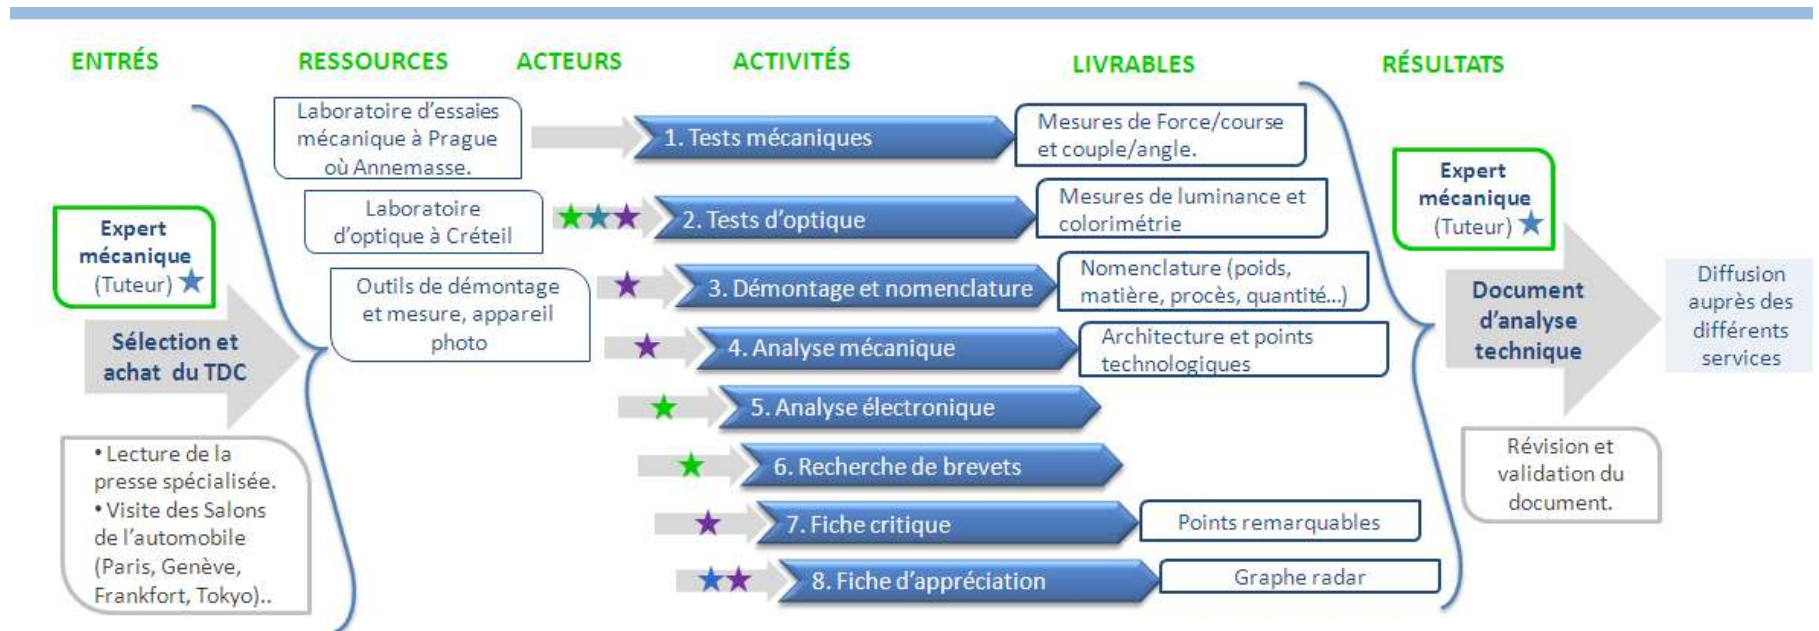 ENTRÉS
RESSOURCES
ACTEURS
ACTIVITÉS
LIVRABLES
RÉSULTATS
Expert
mécanique
(Tuteur)
Sélection et
achat du TDC
• Lecture de la
presse spécialisée.
• Visite des Salons
de l'automobile
(Paris, Genève,
Frankfort, Tokyo)..
Laboratoire d'essaies
mécanique à Prague
où Annemasse.
Laboratoire
d'optique à Créteil
Outils de démontage
et mesure, appareil
photo
1. Tests mécaniques
2. Tests d'optique
3. Démontage et nomenclature
4. Analyse mécanique
5. Analyse électronique
6. Recherche de brevets
7. Fiche critique
8. Fiche d'appréciation
Mesures de Force/course
et couple/angle.
Mesures de luminance et
colorimétrie
Nomenclature (poids,
matière, procès, quantité...)
Architecture et points
technologiques
Points remarquables
Graphe radar
Expert
mécanique
(Tuteur)
Document
d'analyse
technique
Révision et
validation du
document.
Diffusion
auprès des
différents
services